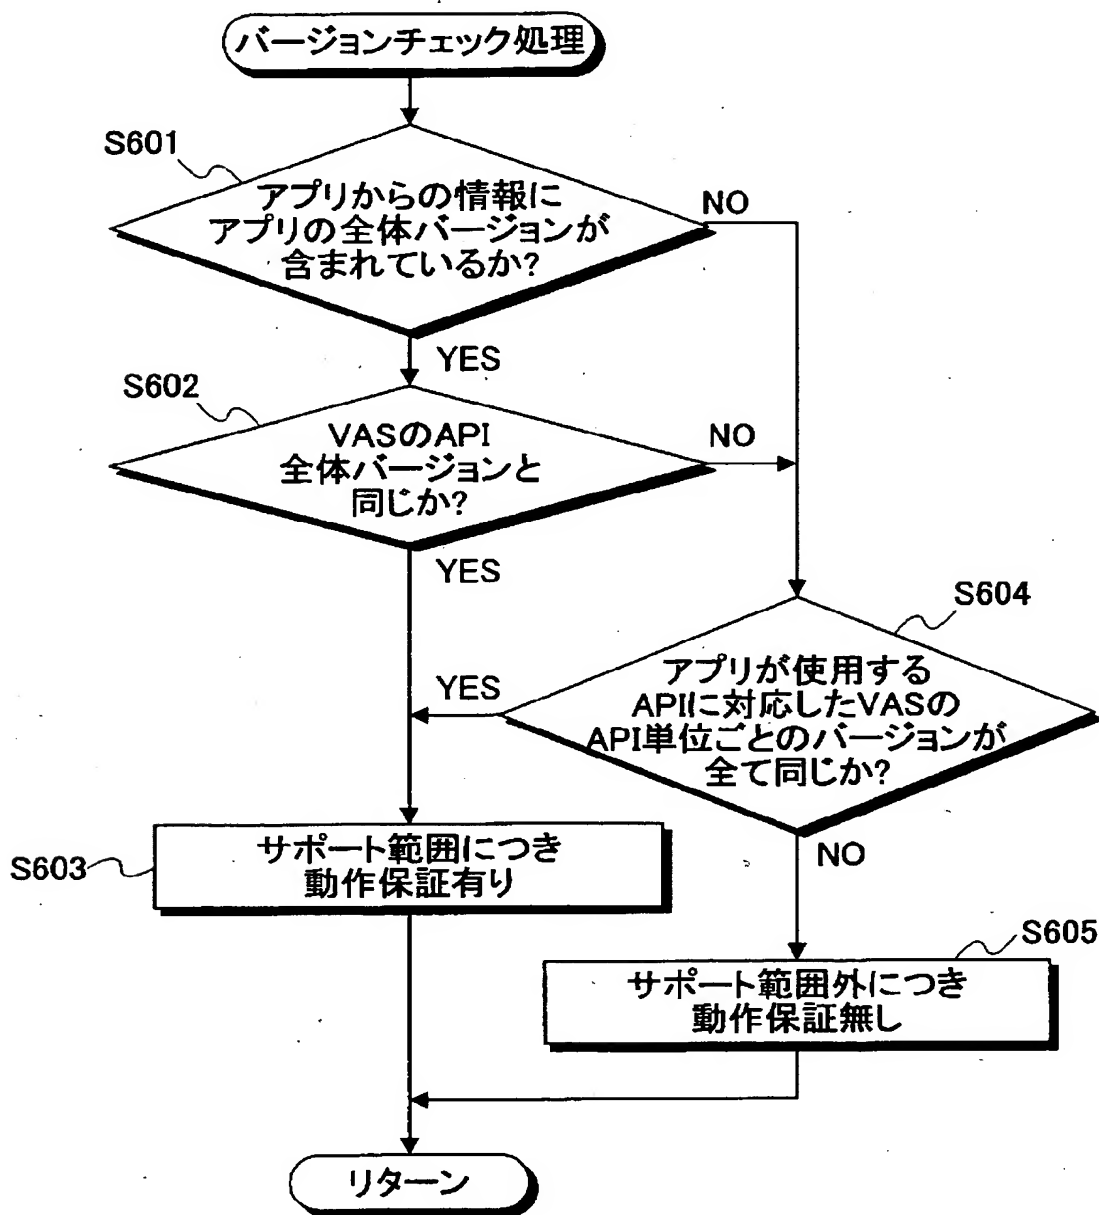 バージョンチェック処理
S601
アプリからの情報に
アプリの全体バージョンが
含まれているか?
NO
YES
S602
VASのAPI
全体バージョンと
同じか?
NO
YES
S604
アプリが使用する
APIに対応したVASの
API単位ごとのバージョンが
全て同じか?
YES
NO
S603
サポート範囲につき
動作保証有り
S605
サポート範囲外につき
動作保証無し
リターン